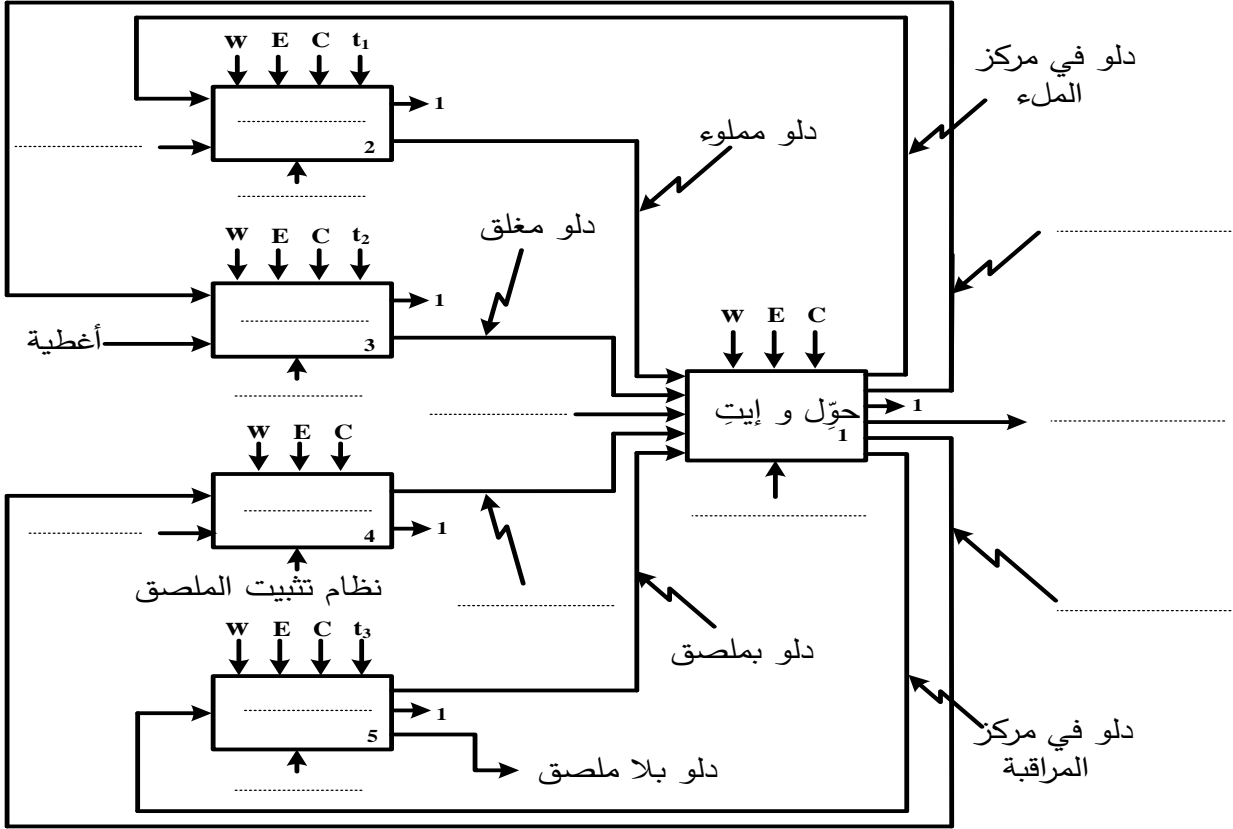 w E C t₁
1
2
دلو في مركز
الملء
دلو مملوء
دلو مغلق
w E C t₂
1
أغطية
3
w E C
حوِّل و إيتِ
1
1
w E C
4
1
نظام تثبيت الملصق
w E C t₃
دلو بملصق
1
5
دلو بلا ملصق
دلو في مركز
المراقبة